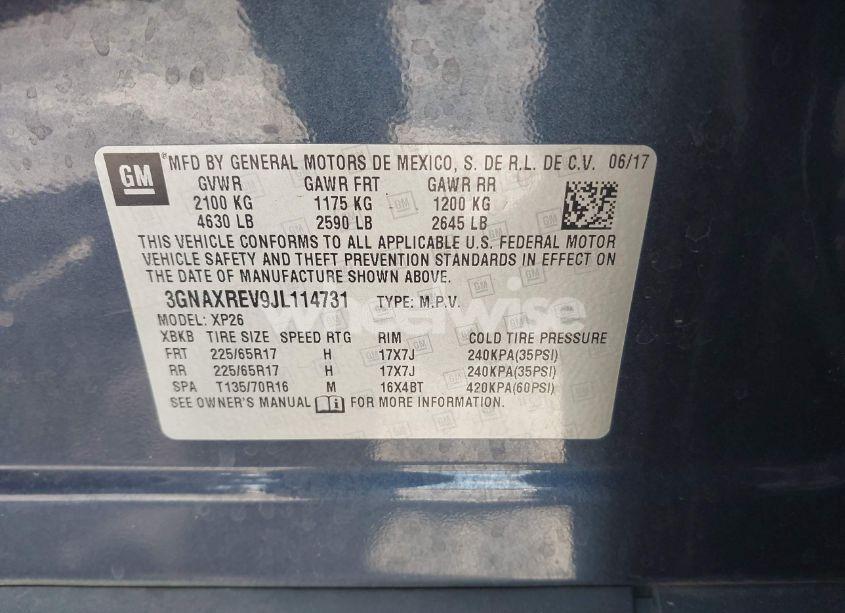 GM
® MFD BY GENERAL MOTORS DE MEXICO, S. DE R.L. DE C.V. 06/17
GVWR GAWR FRT GAWR RR
2100 KG 1175 KG 1200 KG
4630 LB 2590 LB 2645 LB
THIS VEHICLE CONFORMS TO ALL APPLICABLE U.S. FEDERAL MOTOR
VEHICLE SAFETY AND THEFT PREVENTION STANDARDS IN EFFECT ON
THE DATE OF MANUFACTURE SHOWN ABOVE.
3GNAXREV9JL114731 TYPE: M.P.V.
MODEL: XP26
wheelwise
XBKB TIRE SIZE SPEED RTG RIM COLD TIRE PRESSURE
FRT 225/65R17 H 17X7J 240KPA(35PSI)
RR 225/65R17 H 17X7J 240KPA(35PSI)
SPA T135/70R16 M 16X4BT 420KPA(60PSI)
SEE OWNER'S MANUAL FOR MORE INFORMATION.